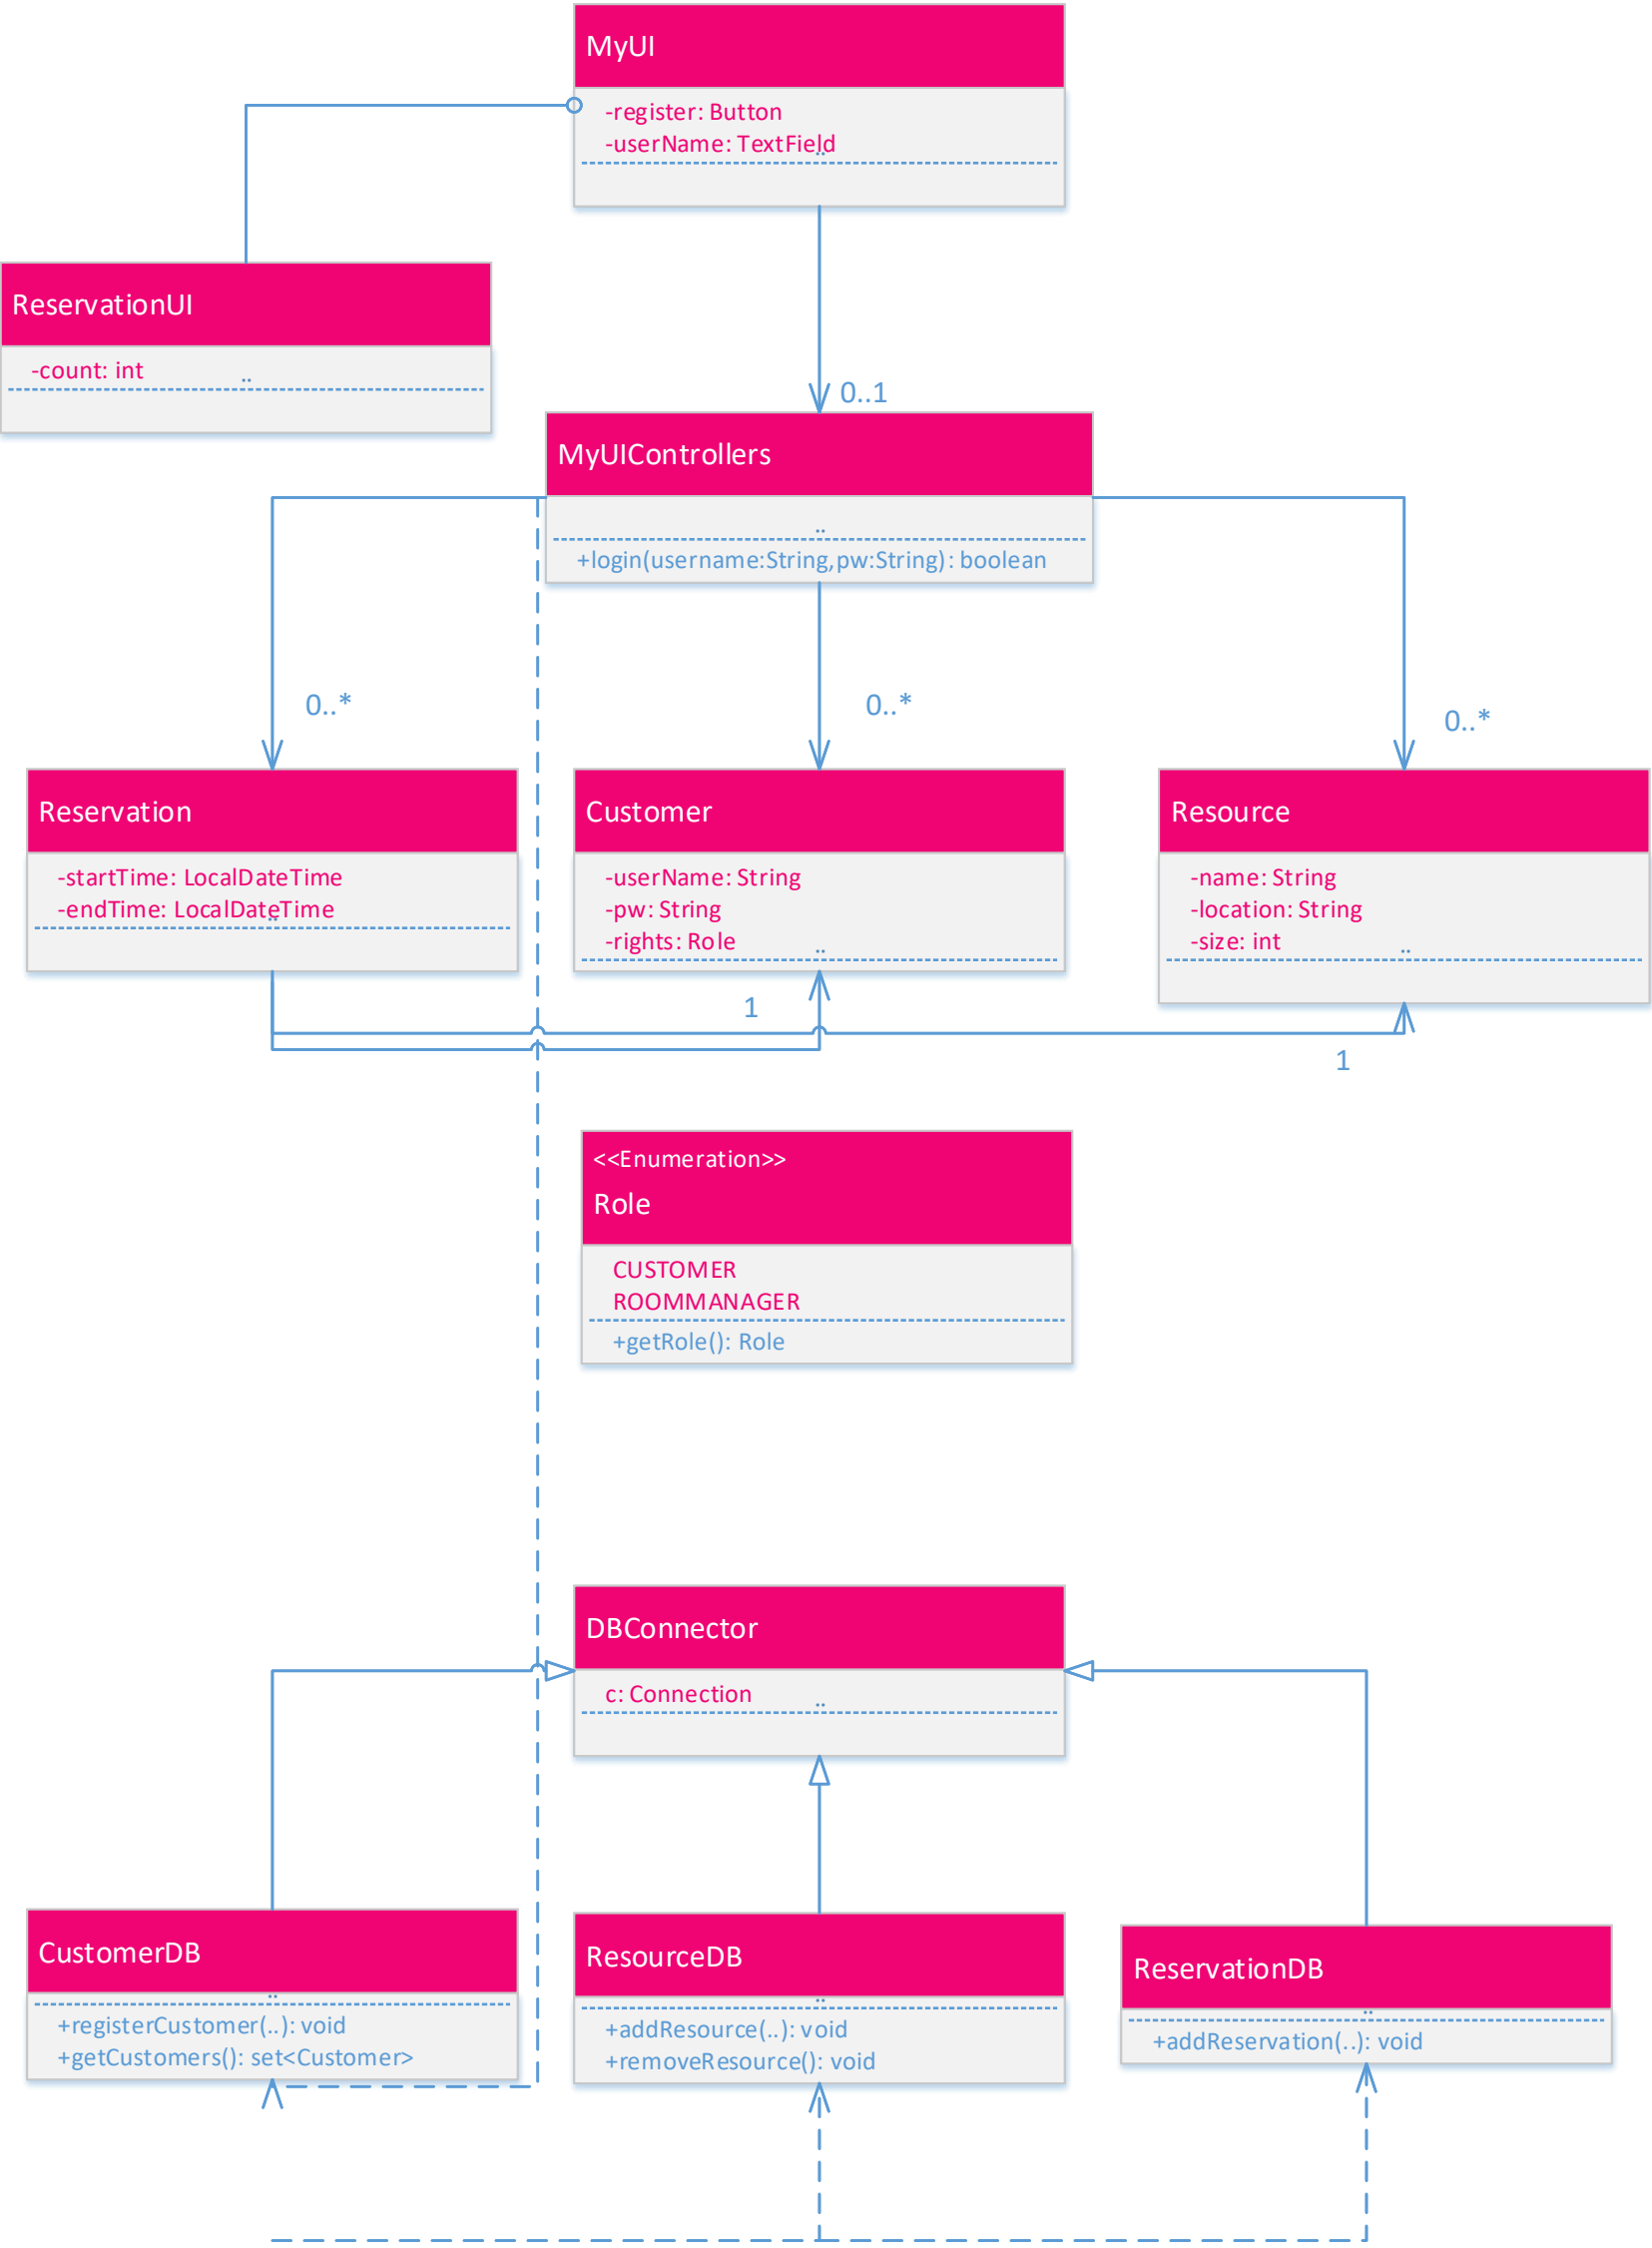 MyUI
-register: Button
-userName: TextField
..
ReservationUI
-count: int
..
0..1
MyUIControllers
..
+login(username:String,pw:String): boolean
0..*
0..*
0..*
Reservation
-startTime: LocalDateTime
-endTime: LocalDateTime
..
Customer
-userName: String
-pw: String
-rights: Role
..
Resource
-name: String
-location: String
-size: int
..
1
1
<<Enumeration>>
Role
CUSTOMER
ROOMMANAGER
+getRole(): Role
DBConnector
c: Connection
..
CustomerDB
..
+registerCustomer(..): void
+getCustomers(): set<Customer>
ResourceDB
..
+addResource(..): void
+removeResource(): void
ReservationDB
..
+addReservation(..): void